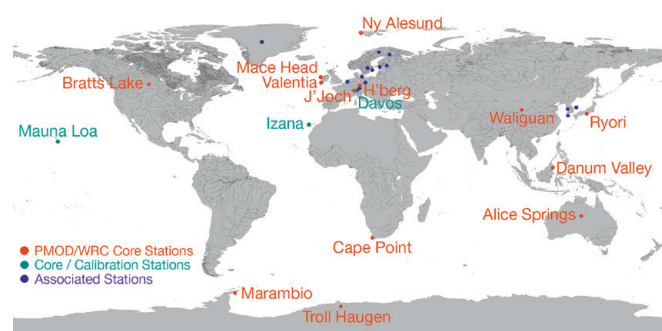 Ny Alesund
Mace Head
Bratts Lake
Valentia
J'Joch
H'berg
Davos
Izana
Waliguan
Ryori
Mauna Loa
Danum Valley
Alice Springs
Cape Point
PMOD/WRC Core Stations
Core / Calibration Stations
Associated Stations
Marambio
Troll Haugen